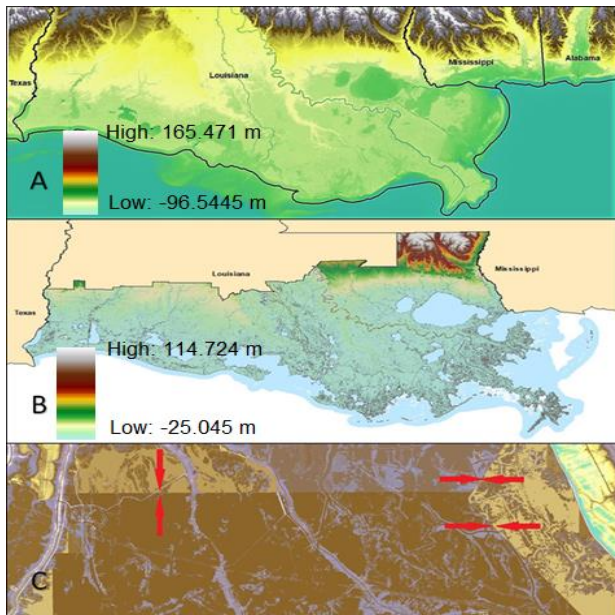 Texas
Louisiana
Mississippi
Alabama
High: 165.471 m
A
Low: -96.5445 m
Louisiana
Mississippi
Texas
High: 114.724 m
B
Low: -25.045 m
C